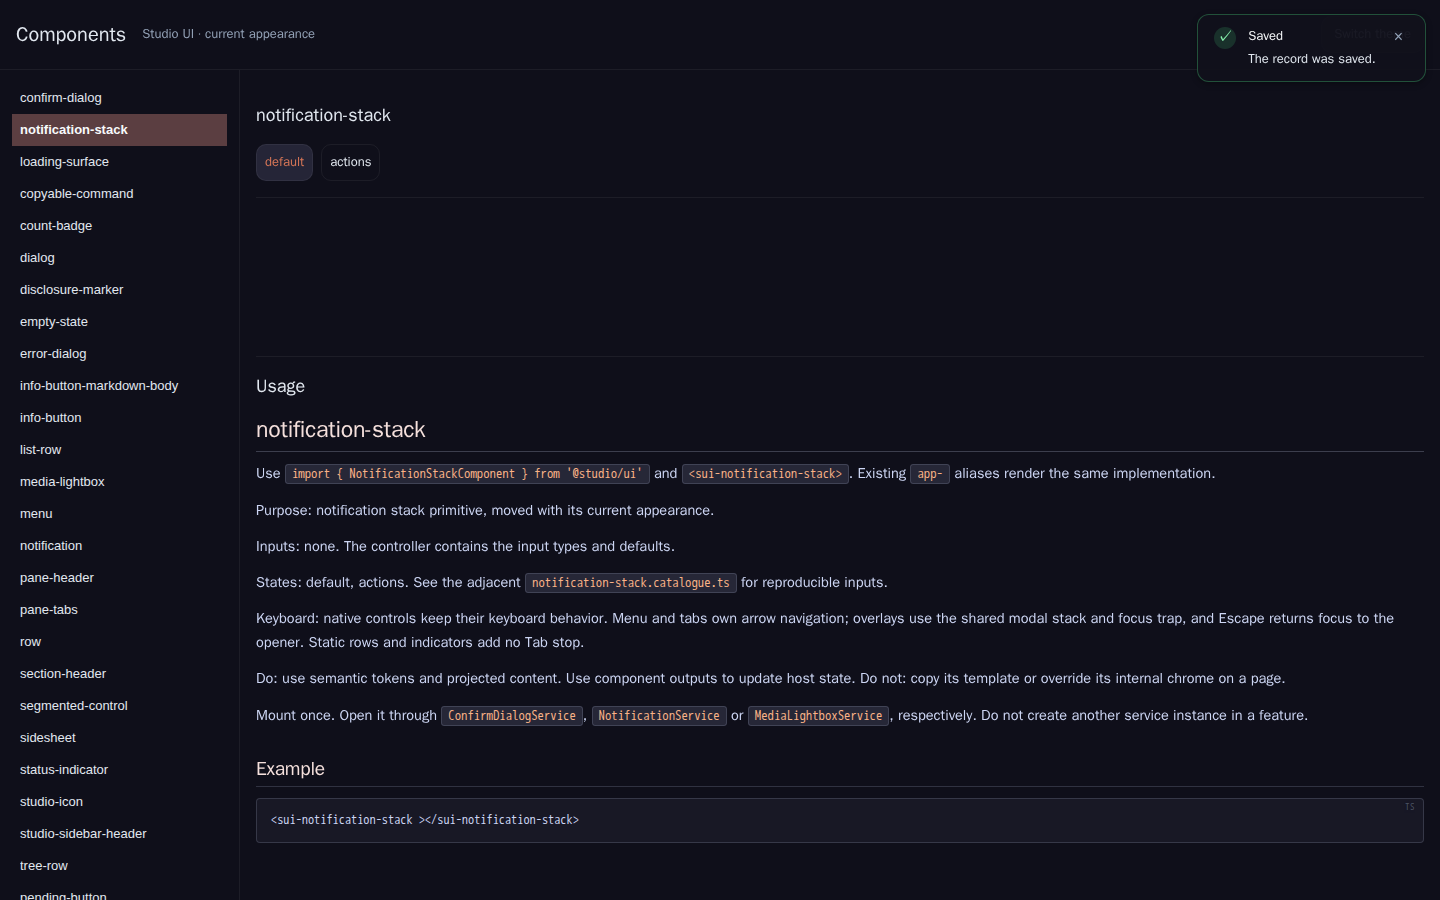 Components
Studio UI · current appearance
Saved
The record was saved.
confirm-dialog
notification-stack
loading-surface
copyable-command
count-badge
dialog
disclosure-marker
empty-state
error-dialog
info-button-markdown-body
info-button
list-row
media-lightbox
menu
notification
pane-header
pane-tabs
row
section-header
segmented-control
sidesheet
status-indicator
studio-icon
studio-sidebar-header
tree-row
pending-button
notification-stack
default
actions
Usage
notification-stack
Use import { NotificationStackComponent } from '@studio/ui' and <sui-notification-stack>. Existing app- aliases render the same implementation.
Purpose: notification stack primitive, moved with its current appearance.
Inputs: none. The controller contains the input types and defaults.
States: default, actions. See the adjacent notification-stack.catalogue.ts for reproducible inputs.
Keyboard: native controls keep their keyboard behavior. Menu and tabs own arrow navigation; overlays use the shared modal stack and focus trap, and Escape returns focus to the
opener. Static rows and indicators add no Tab stop.
Do: use semantic tokens and projected content. Use component outputs to update host state. Do not: copy its template or override its internal chrome on a page.
Mount once. Open it through ConfirmDialogService, NotificationService or MediaLightboxService, respectively. Do not create another service instance in a feature.
Example
TS
<sui-notification-stack ></sui-notification-stack>